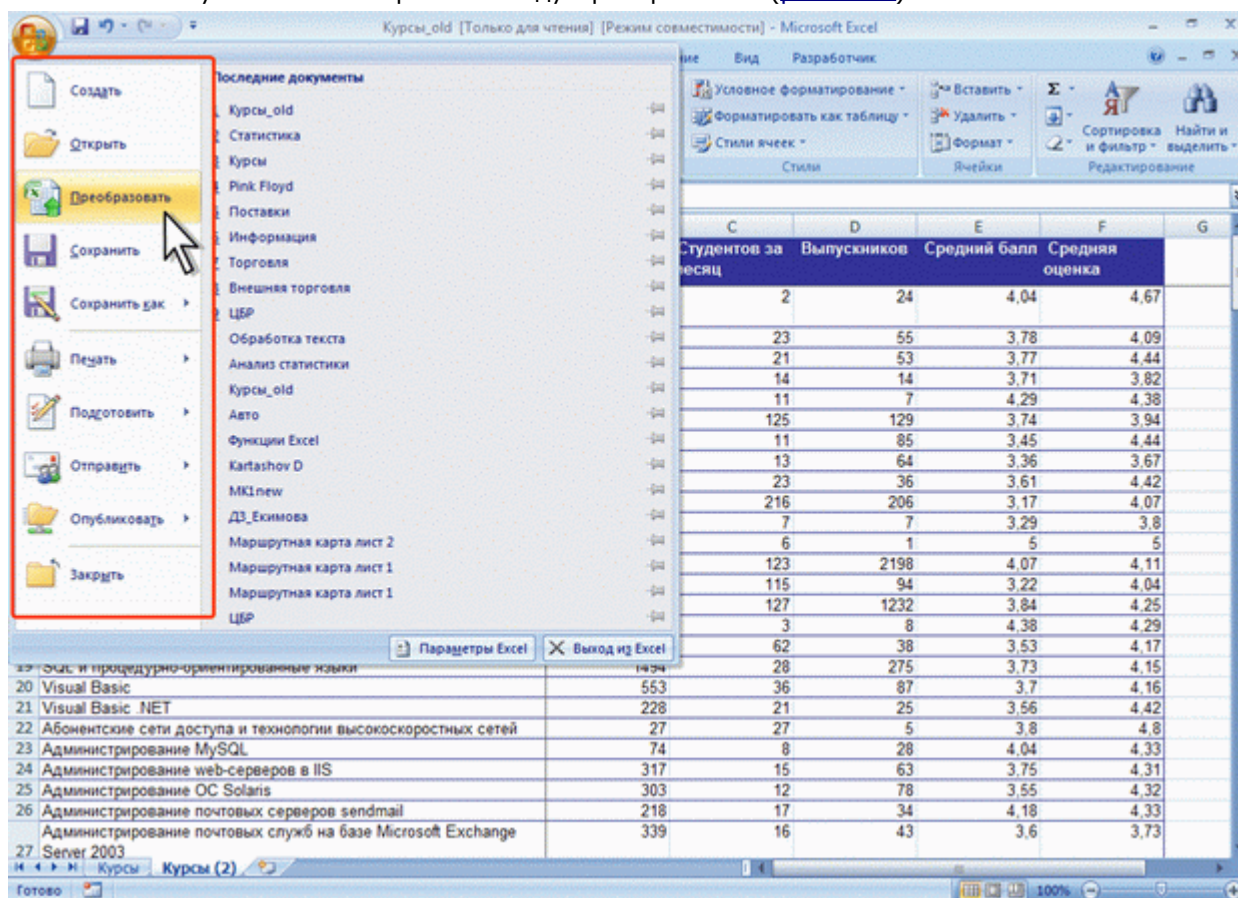 Курсы_old [Только для чтения] [Режим совместимости] - Microsoft Excel
Вид Разработчик
Создать
Открыть
Преобразовать
Сохранить
Сохранить как
Печать
Подготовить
Отправить
Опубликовать
Закрыть
Последние документы
Курсы_old
Статистика
Курсы
Pink Floyd
Поставки
Информация
Торговля
Внешняя торговля
ЦБР
Обработка текста
Анализ статистики
Курсы_old
Авто
Функции Excel
Kartashov D
MK1new
ДЗ_Екимова
Маршрутная карта лист 2
Маршрутная карта лист 1
Маршрутная карта лист 1
ЦБР
Параметры Excel Выход из Excel
Условное форматирование
Форматировать как таблицу
Стили ячеек
Стили
Вставить
Удалить
Формат
Ячейки
Σ
Сортировка и фильтр
Найти и выделить
Редактирование
C D E F G
Студентов за месяц Выпускников Средний балл Средняя оценка
2 24 4,04 4,67
23 55 3,78 4,09
21 53 3,77 4,44
14 14 3,71 3,82
11 7 4,29 4,38
125 129 3,74 3,94
11 85 3,45 4,44
13 64 3,36 3,67
23 36 3,61 4,42
216 206 3,17 4,07
7 7 3,29 3,8
6 1 5 5
123 2198 4,07 4,11
115 94 3,22 4,04
127 1232 3,84 4,25
3 8 4,38 4,29
62 38 3,53 4,17
19 SQL и процедурно-ориентированные языки 1494 28 275 3,73 4,15
20 Visual Basic 553 36 87 3,7 4,16
21 Visual Basic .NET 228 21 25 3,56 4,42
22 Абонентские сети доступа и технологии высокоскоростных сетей 27 27 5 3,8 4,8
23 Администрирование MySQL 74 8 28 4,04 4,33
24 Администрирование web-серверов в IIS 317 15 63 3,75 4,31
25 Администрирование ОС Solaris 303 12 78 3,55 4,32
26 Администрирование почтовых серверов sendmail 218 17 34 4,18 4,33
Администрирование почтовых служб на базе Microsoft Exchange 339 16 43 3,6 3,73
27 Server 2003
Курсы Курсы (2)
Готово 100%